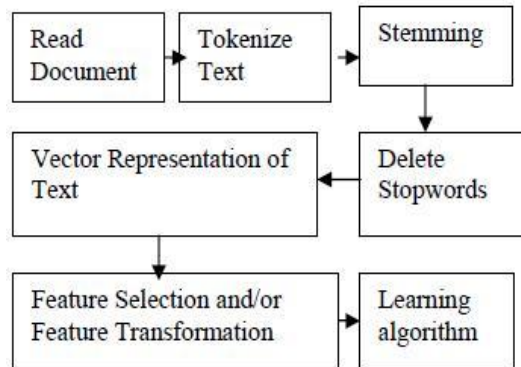 Read
Document
Tokenize
Text
Stemming
Delete
Stopwords
Vector Representation of
Text
Feature Selection and/or
Feature Transformation
Learning
algorithm